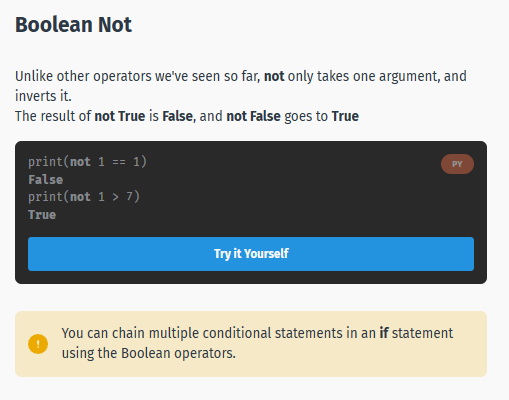 Boolean Not
Unlike other operators we've seen so far, not only takes one argument, and
inverts it.
The result of not True is False, and not False goes to True
print(not 1 == 1)
PY
False
print(not 1 > 7)
True
Try it Yourself
!
You can chain multiple conditional statements in an if statement
using the Boolean operators.